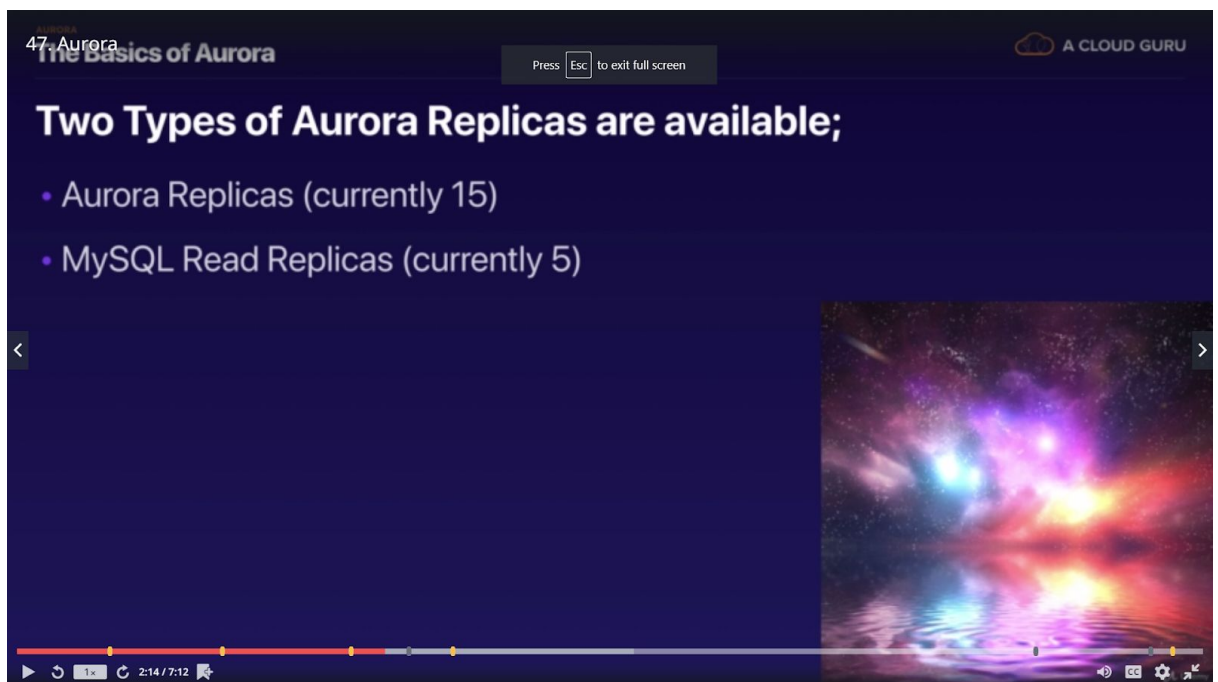 AURORA
47. Aurora
The Basics of Aurora
A CLOUD GURU
Press Esc to exit full screen
Two Types of Aurora Replicas are available;
• Aurora Replicas (currently 15)
• MySQL Read Replicas (currently 5)
1x
2:14 / 7:12
CC